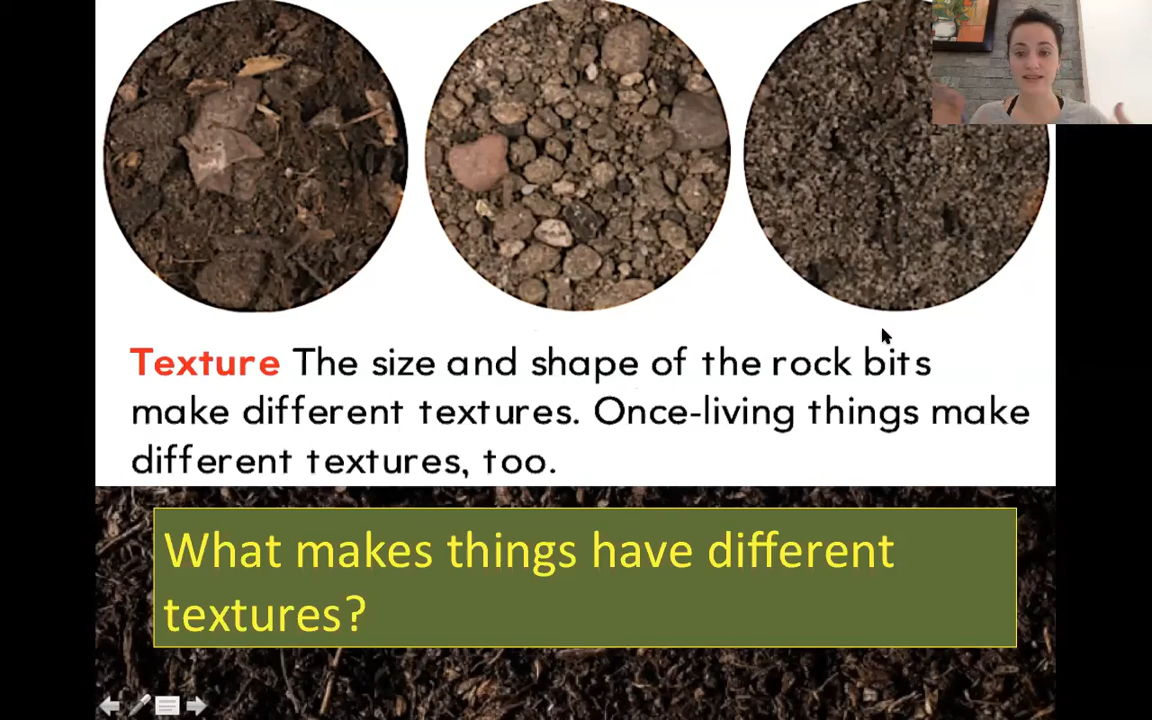 Texture The size and shape of the rock bits
make different textures. Once-living things make
different textures, too.
What makes things have different
textures?